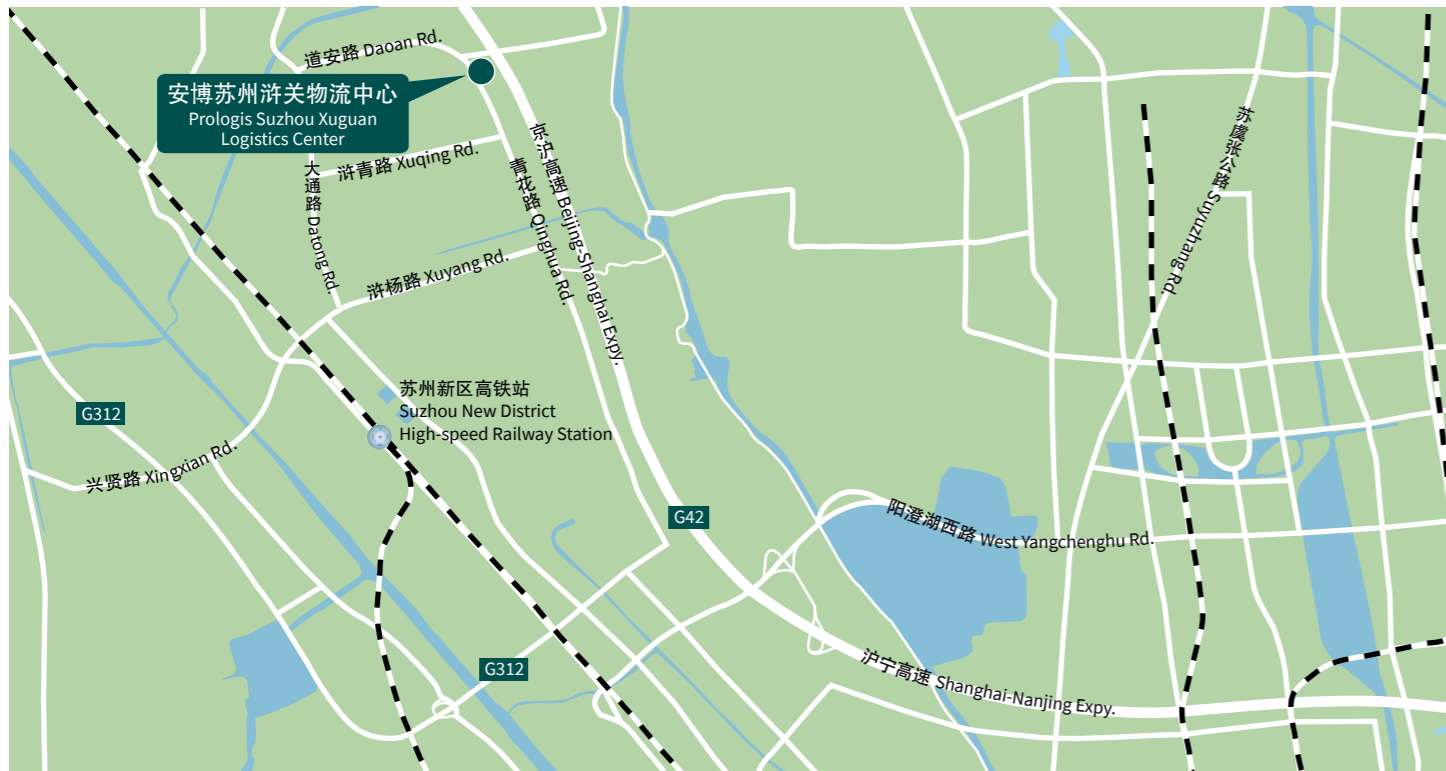 道安路 Daoan Rd.
安博苏州浒关物流中心
Prologis Suzhou Xuguan
Logistics Center
浒青路 Xuqing Rd.
大通路 Datong Rd.
青花路 Qinghua Rd.
京沪高速 Beijing-Shanghai Expy.
苏虞张公路 Suyuzhang Rd.
浒杨路 Xuyang Rd.
苏州新区高铁站
Suzhou New District
High-speed Railway Station
G312
兴贤路 Xingxian Rd.
G42
阳澄湖西路 West Yangchenghu Rd.
G312
沪宁高速 Shanghai-Nanjing Expy.